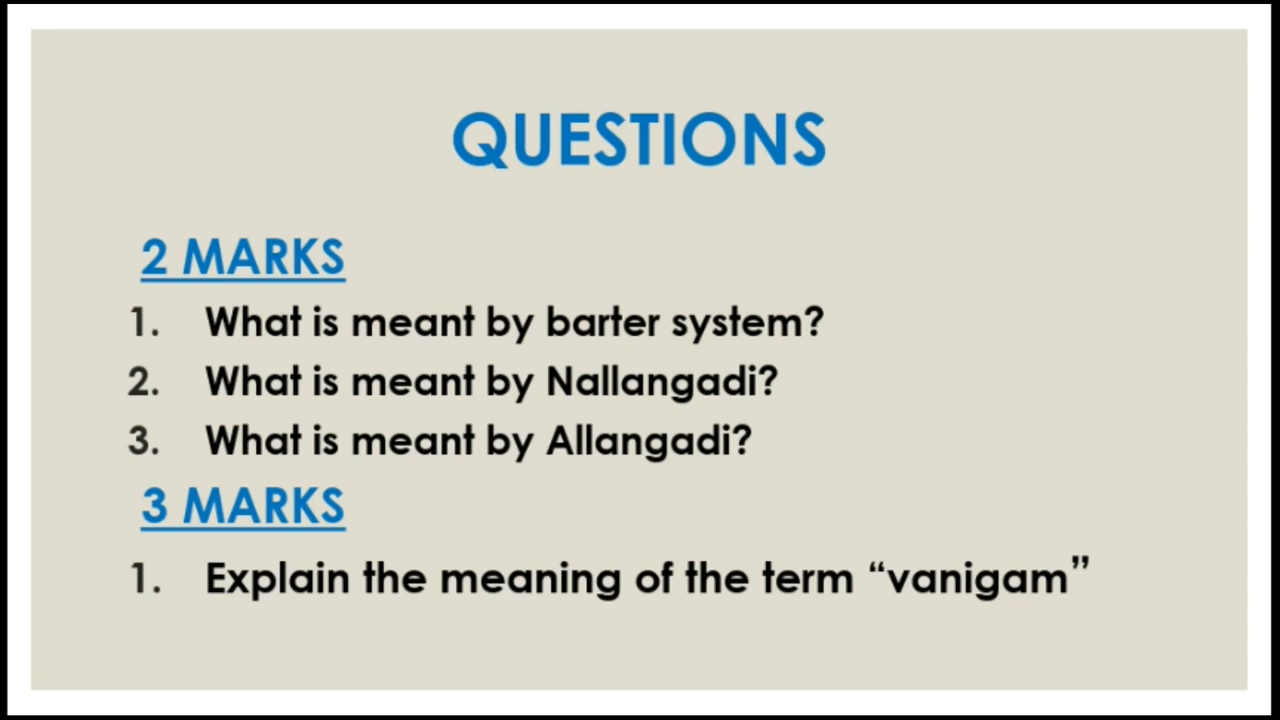 QUESTIONS
2 MARKS
1. What is meant by barter system?
2. What is meant by Nallangadi?
3. What is meant by Allangadi?
3 MARKS
1. Explain the meaning of the term “vanigam”